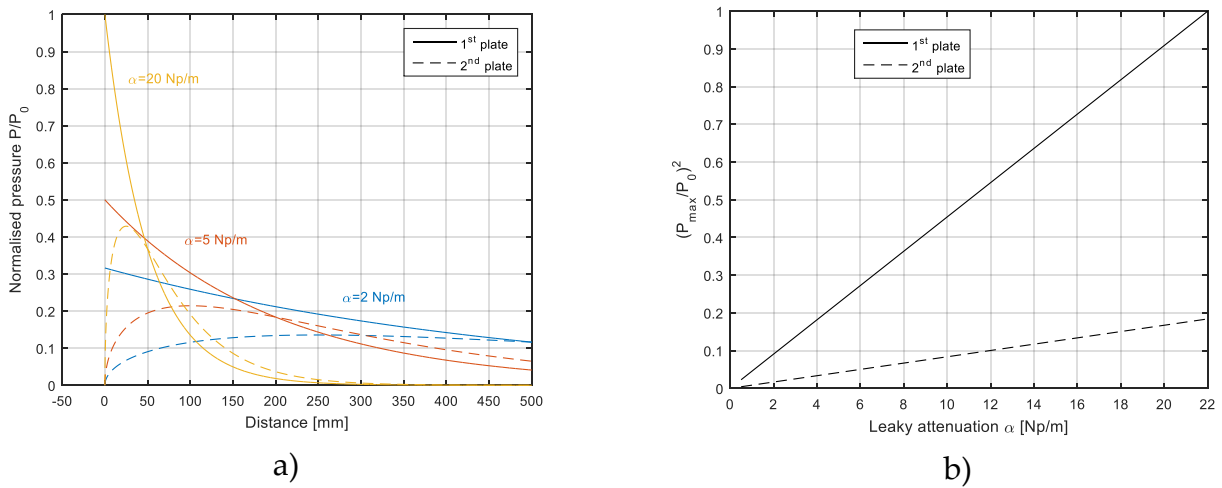 Normalised pressure P/P0
1
0.9
0.8
0.7
0.6
0.5
0.4
0.3
0.2
0.1
0
-50 0 50 100 150 200 250 300 350 400 450 500
Distance [mm]
1st plate
2nd plate
α=20 Np/m
α=5 Np/m
α=2 Np/m
a)
(Pmax/P0)2
1
0.9
0.8
0.7
0.6
0.5
0.4
0.3
0.2
0.1
0
0 2 4 6 8 10 12 14 16 18 20 22
Leaky attenuation α [Np/m]
1st plate
2nd plate
b)